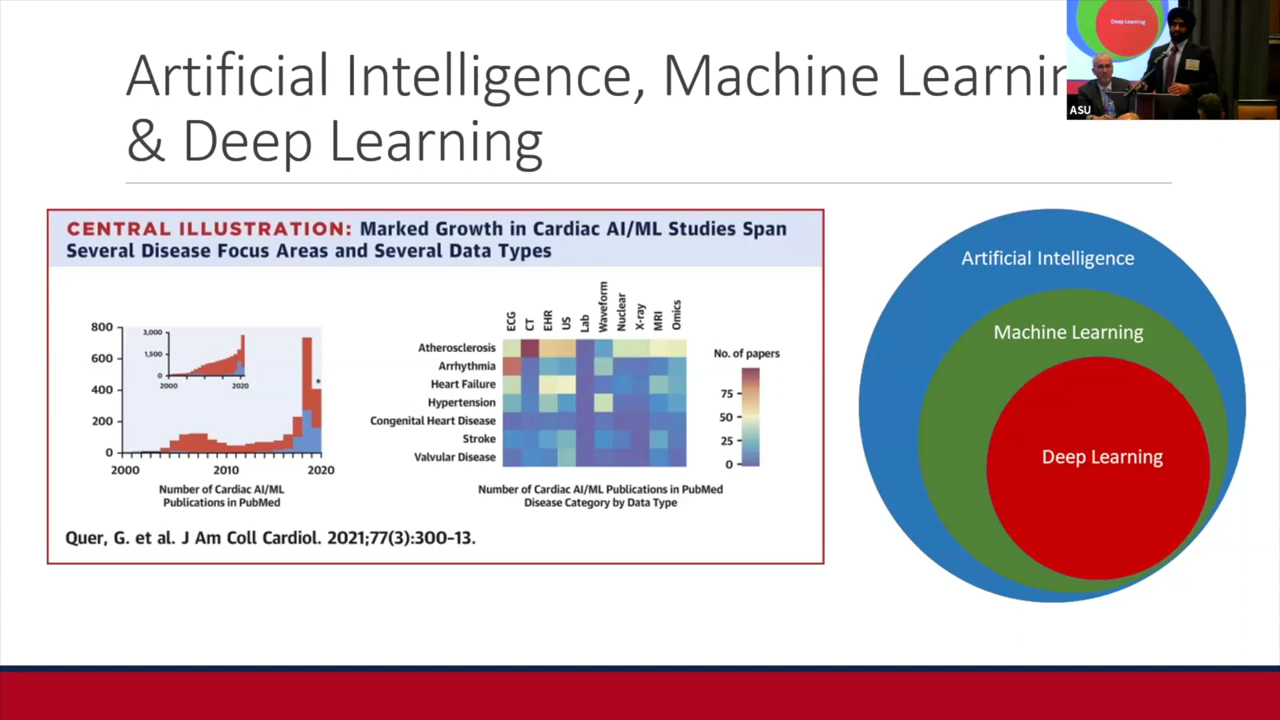 Artificial Intelligence, Machine Learnin
& Deep Learning
CENTRAL ILLUSTRATION: Marked Growth in Cardiac AI/ML Studies Span
Several Disease Focus Areas and Several Data Types
800
600
400
200
0
2000
2010
2020
3,000
1,500
0
2000
2020
*
Number of Cardiac AI/ML
Publications in PubMed
ECG
CT
EHR
US
Lab
Waveform
Nuclear
X-ray
MRI
Omics
Atherosclerosis
Arrhythmia
Heart Failure
Hypertension
Congenital Heart Disease
Stroke
Valvular Disease
No. of papers
75
50
25
0
Number of Cardiac AI/ML Publications in PubMed
Disease Category by Data Type
Quer, G. et al. J Am Coll Cardiol. 2021;77(3):300-13.
Artificial Intelligence
Machine Learning
Deep Learning
Deep Learning
ASU